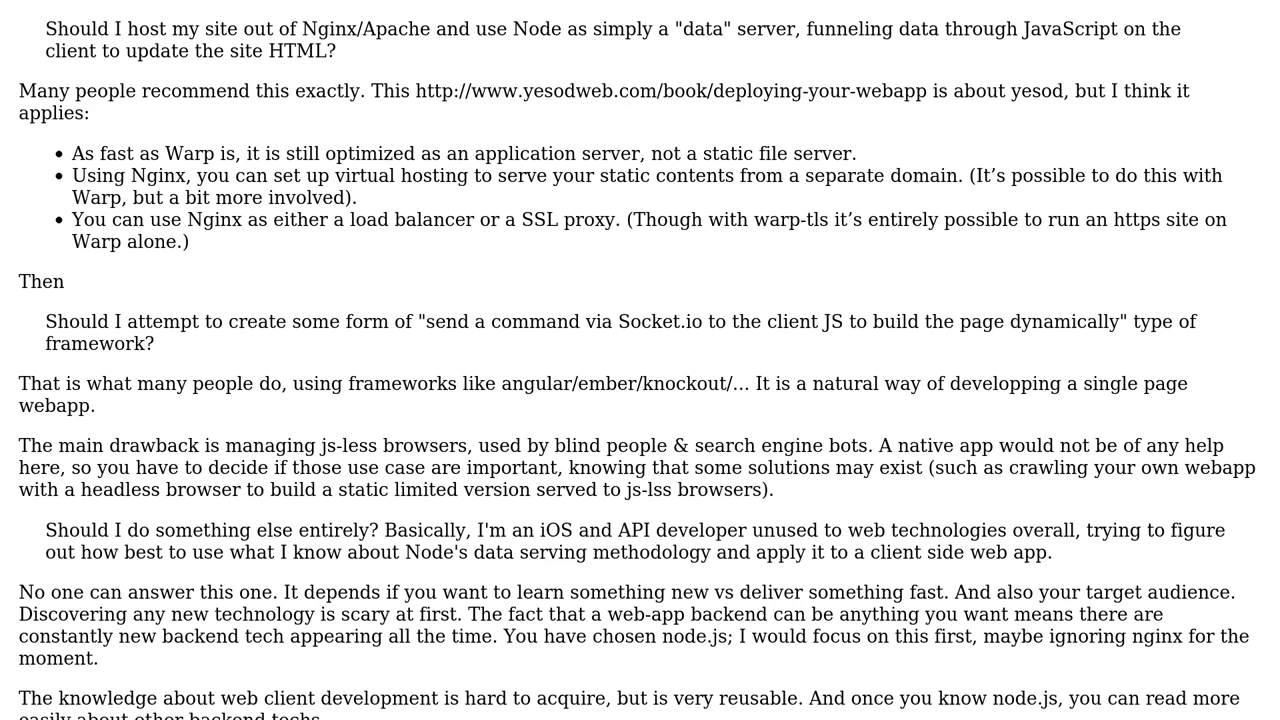 Should I host my site out of Nginx/Apache and use Node as simply a "data" server, funneling data through JavaScript on the
client to update the site HTML?
Many people recommend this exactly. This http://www.yesodweb.com/book/deploying-your-webapp is about yesod, but I think it
applies:
• As fast as Warp is, it is still optimized as an application server, not a static file server.
• Using Nginx, you can set up virtual hosting to serve your static contents from a separate domain. (It’s possible to do this with
Warp, but a bit more involved).
• You can use Nginx as either a load balancer or a SSL proxy. (Though with warp-tls it’s entirely possible to run an https site on
Warp alone.)
Then
Should I attempt to create some form of "send a command via Socket.io to the client JS to build the page dynamically" type of
framework?
That is what many people do, using frameworks like angular/ember/knockout/... It is a natural way of developping a single page
webapp.
The main drawback is managing js-less browsers, used by blind people & search engine bots. A native app would not be of any help
here, so you have to decide if those use case are important, knowing that some solutions may exist (such as crawling your own webapp
with a headless browser to build a static limited version served to js-lss browsers).
Should I do something else entirely? Basically, I'm an iOS and API developer unused to web technologies overall, trying to figure
out how best to use what I know about Node's data serving methodology and apply it to a client side web app.
No one can answer this one. It depends if you want to learn something new vs deliver something fast. And also your target audience.
Discovering any new technology is scary at first. The fact that a web-app backend can be anything you want means there are
constantly new backend tech appearing all the time. You have chosen node.js; I would focus on this first, maybe ignoring nginx for the
moment.
The knowledge about web client development is hard to acquire, but is very reusable. And once you know node.js, you can read more
easily about other backend techs.